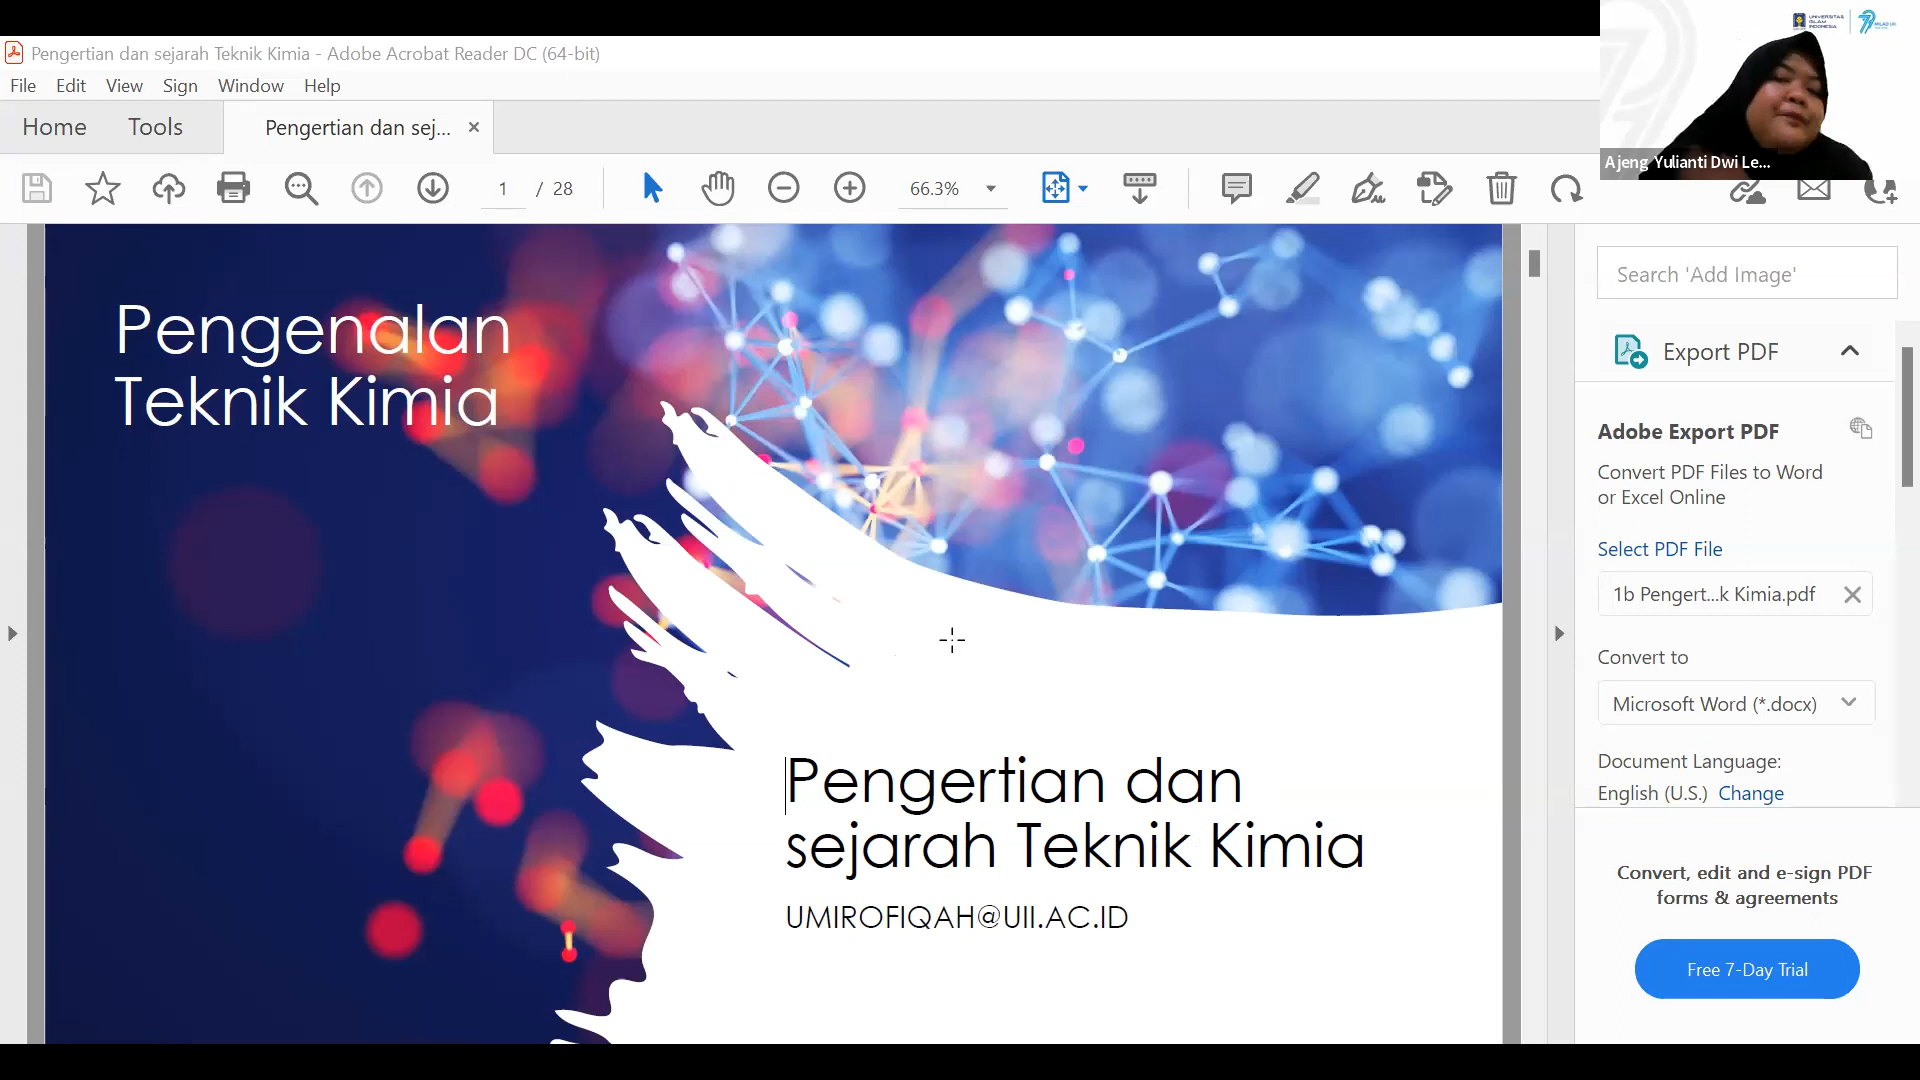 Pengertian dan sejarah Teknik Kimia - Adobe Acrobat Reader DC (64-bit)
File Edit View Sign Window Help
Home Tools Pengertian dan sej...
1 / 28 66.3%
UNIVERSITAS
ISLAM
INDONESIA
Ajeng Yulianti Dwi Le...
Pengenalan
Teknik Kimia
Pengertian dan
sejarah Teknik Kimia
UMIROFIQAH@UII.AC.ID
Search 'Add Image'
Export PDF
Adobe Export PDF
Convert PDF Files to Word
or Excel Online
Select PDF File
1b Pengert...k Kimia.pdf
Convert to
Microsoft Word (*.docx)
Document Language:
English (U.S.) Change
Convert, edit and e-sign PDF
forms & agreements
Free 7-Day Trial